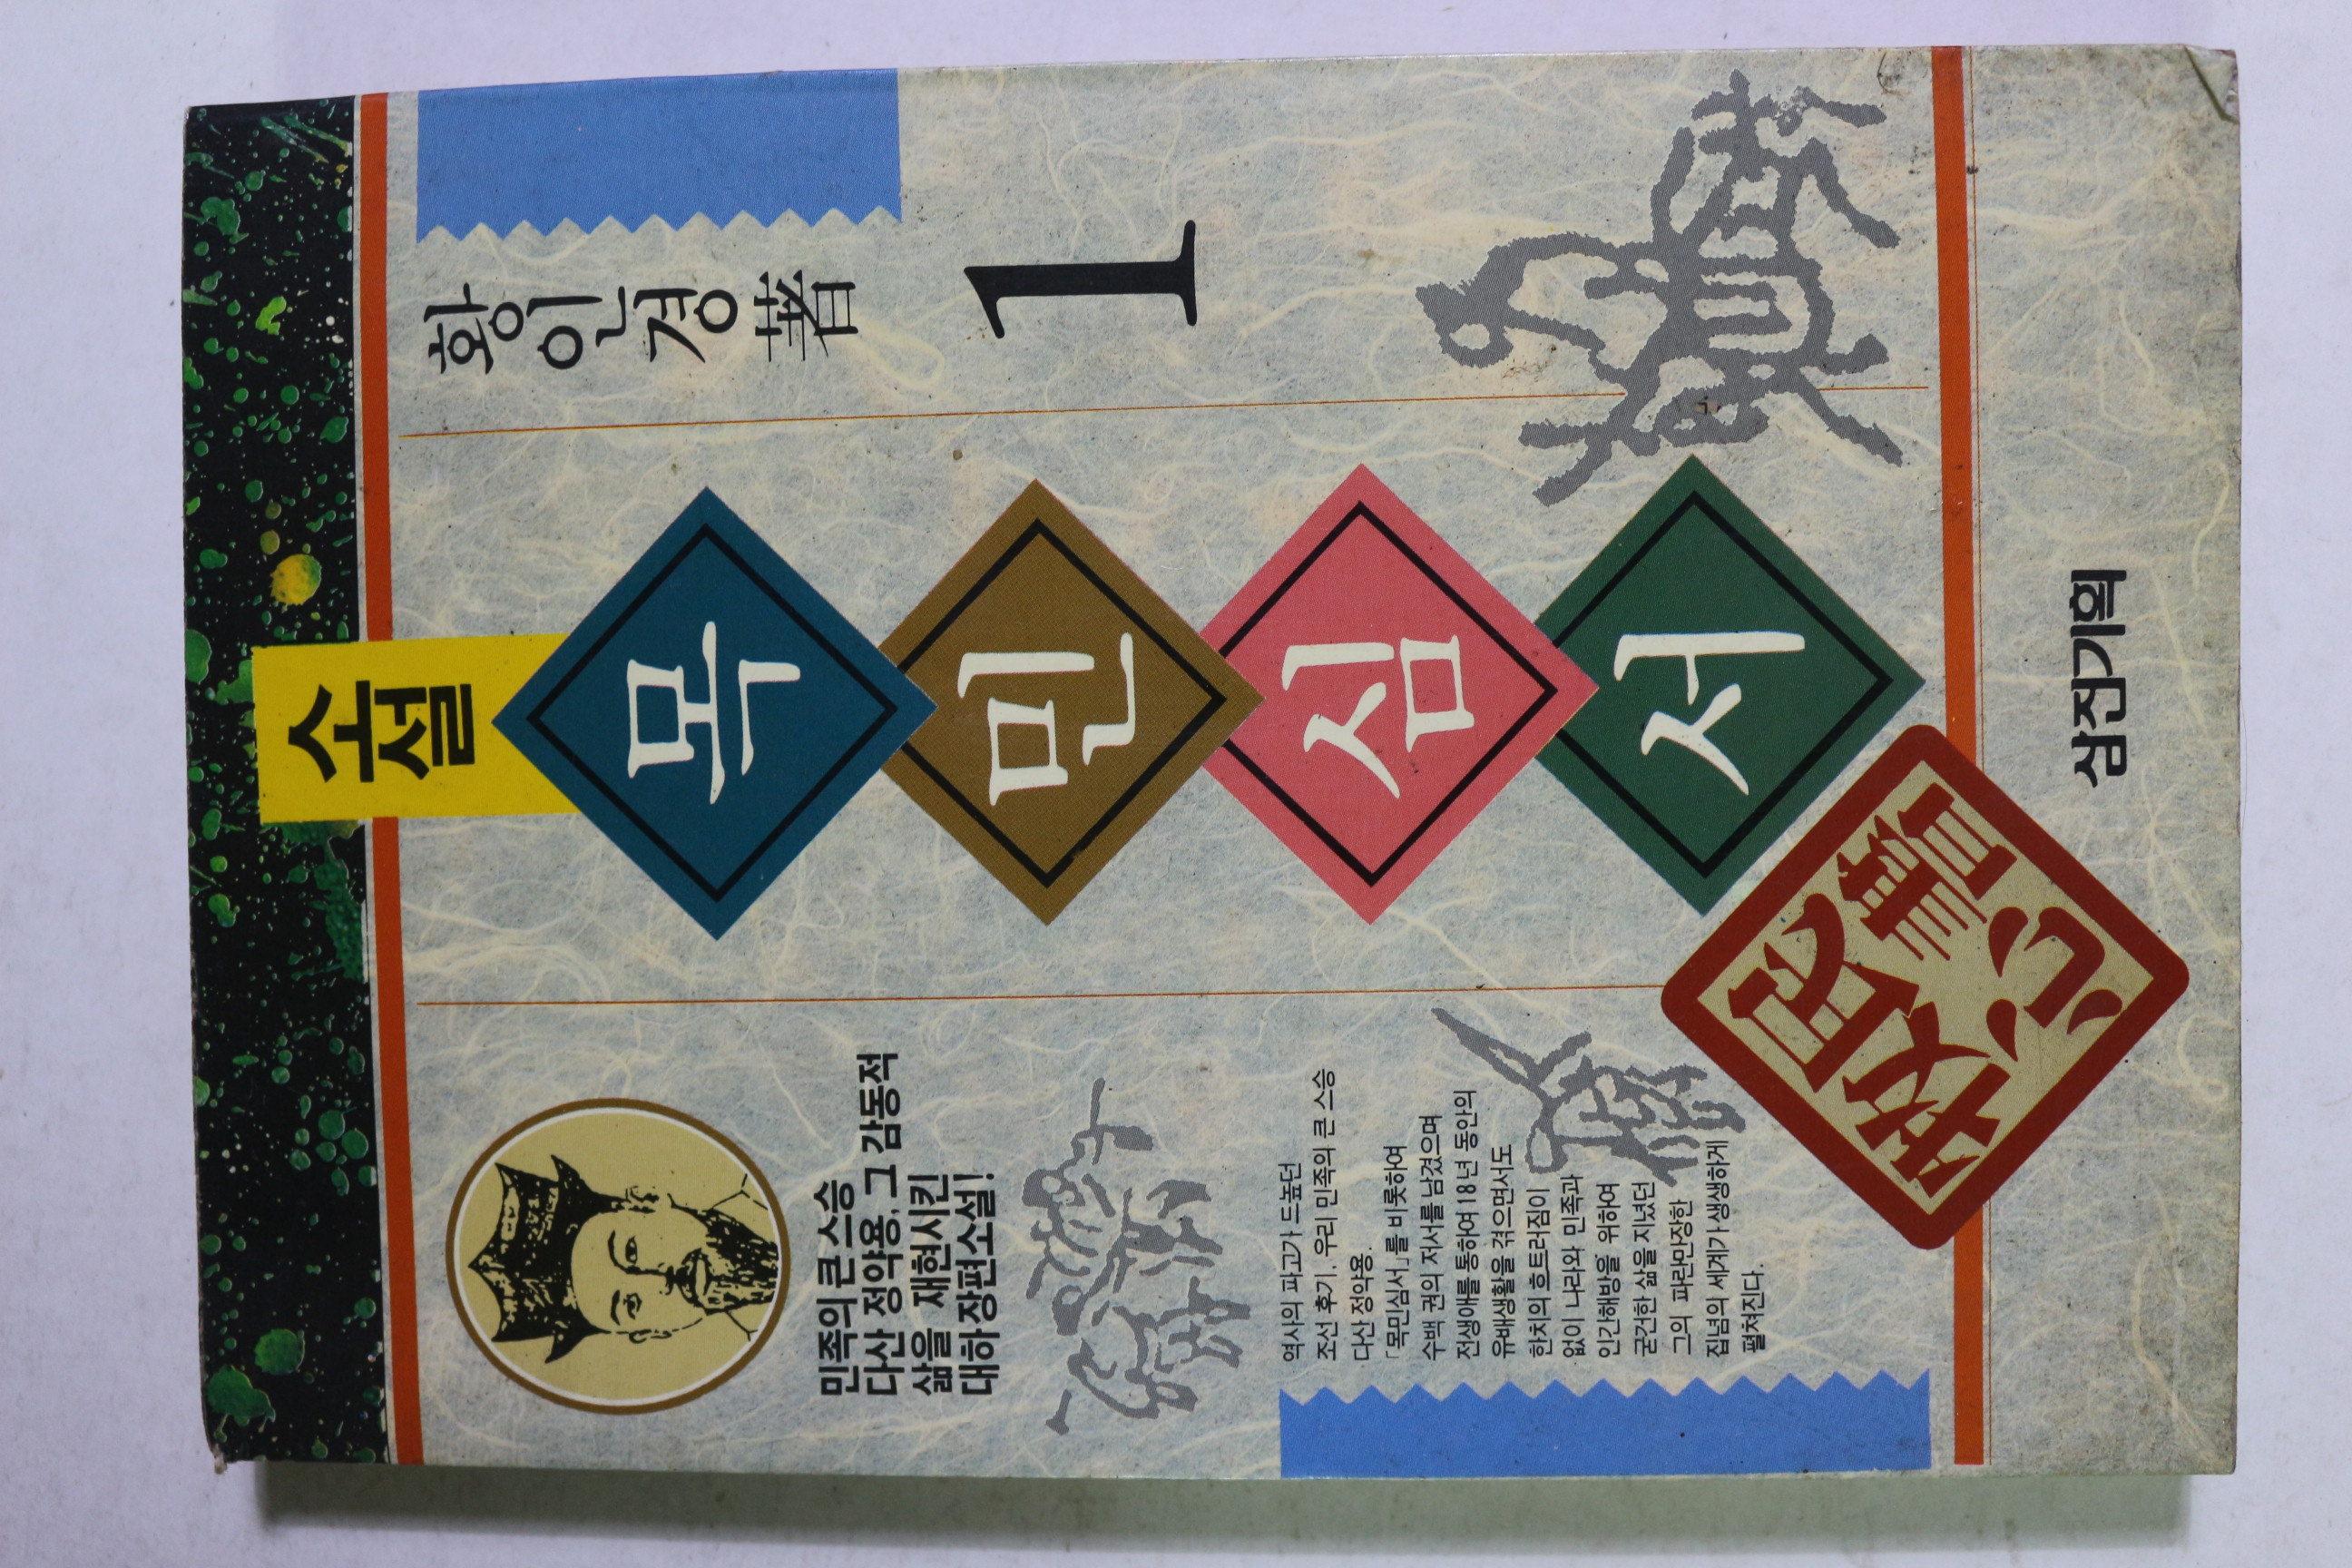 소설
목민심서
황인경 著
1
민족의 큰 스승
다산 정약용, 그 감동적
삶을 재현시킨
대하 장편소설!
역사의 파고가 드높던
조선 후기, 우리 민족의 큰 스승
다산 정약용.
「목민심서」를 비롯하여
수백 권의 저서를 남겼으며
전생애를 통하여 18년 동안의
유배생활을 겪으면서도
한치의 흐트러짐이
없이 나라와 민족과
인간해방을 위하여
굳건한 삶을 지녔던
그의 파란만장한
집념의 세계가 생생하게
펼쳐진다.
牧民
心書
삼진기획